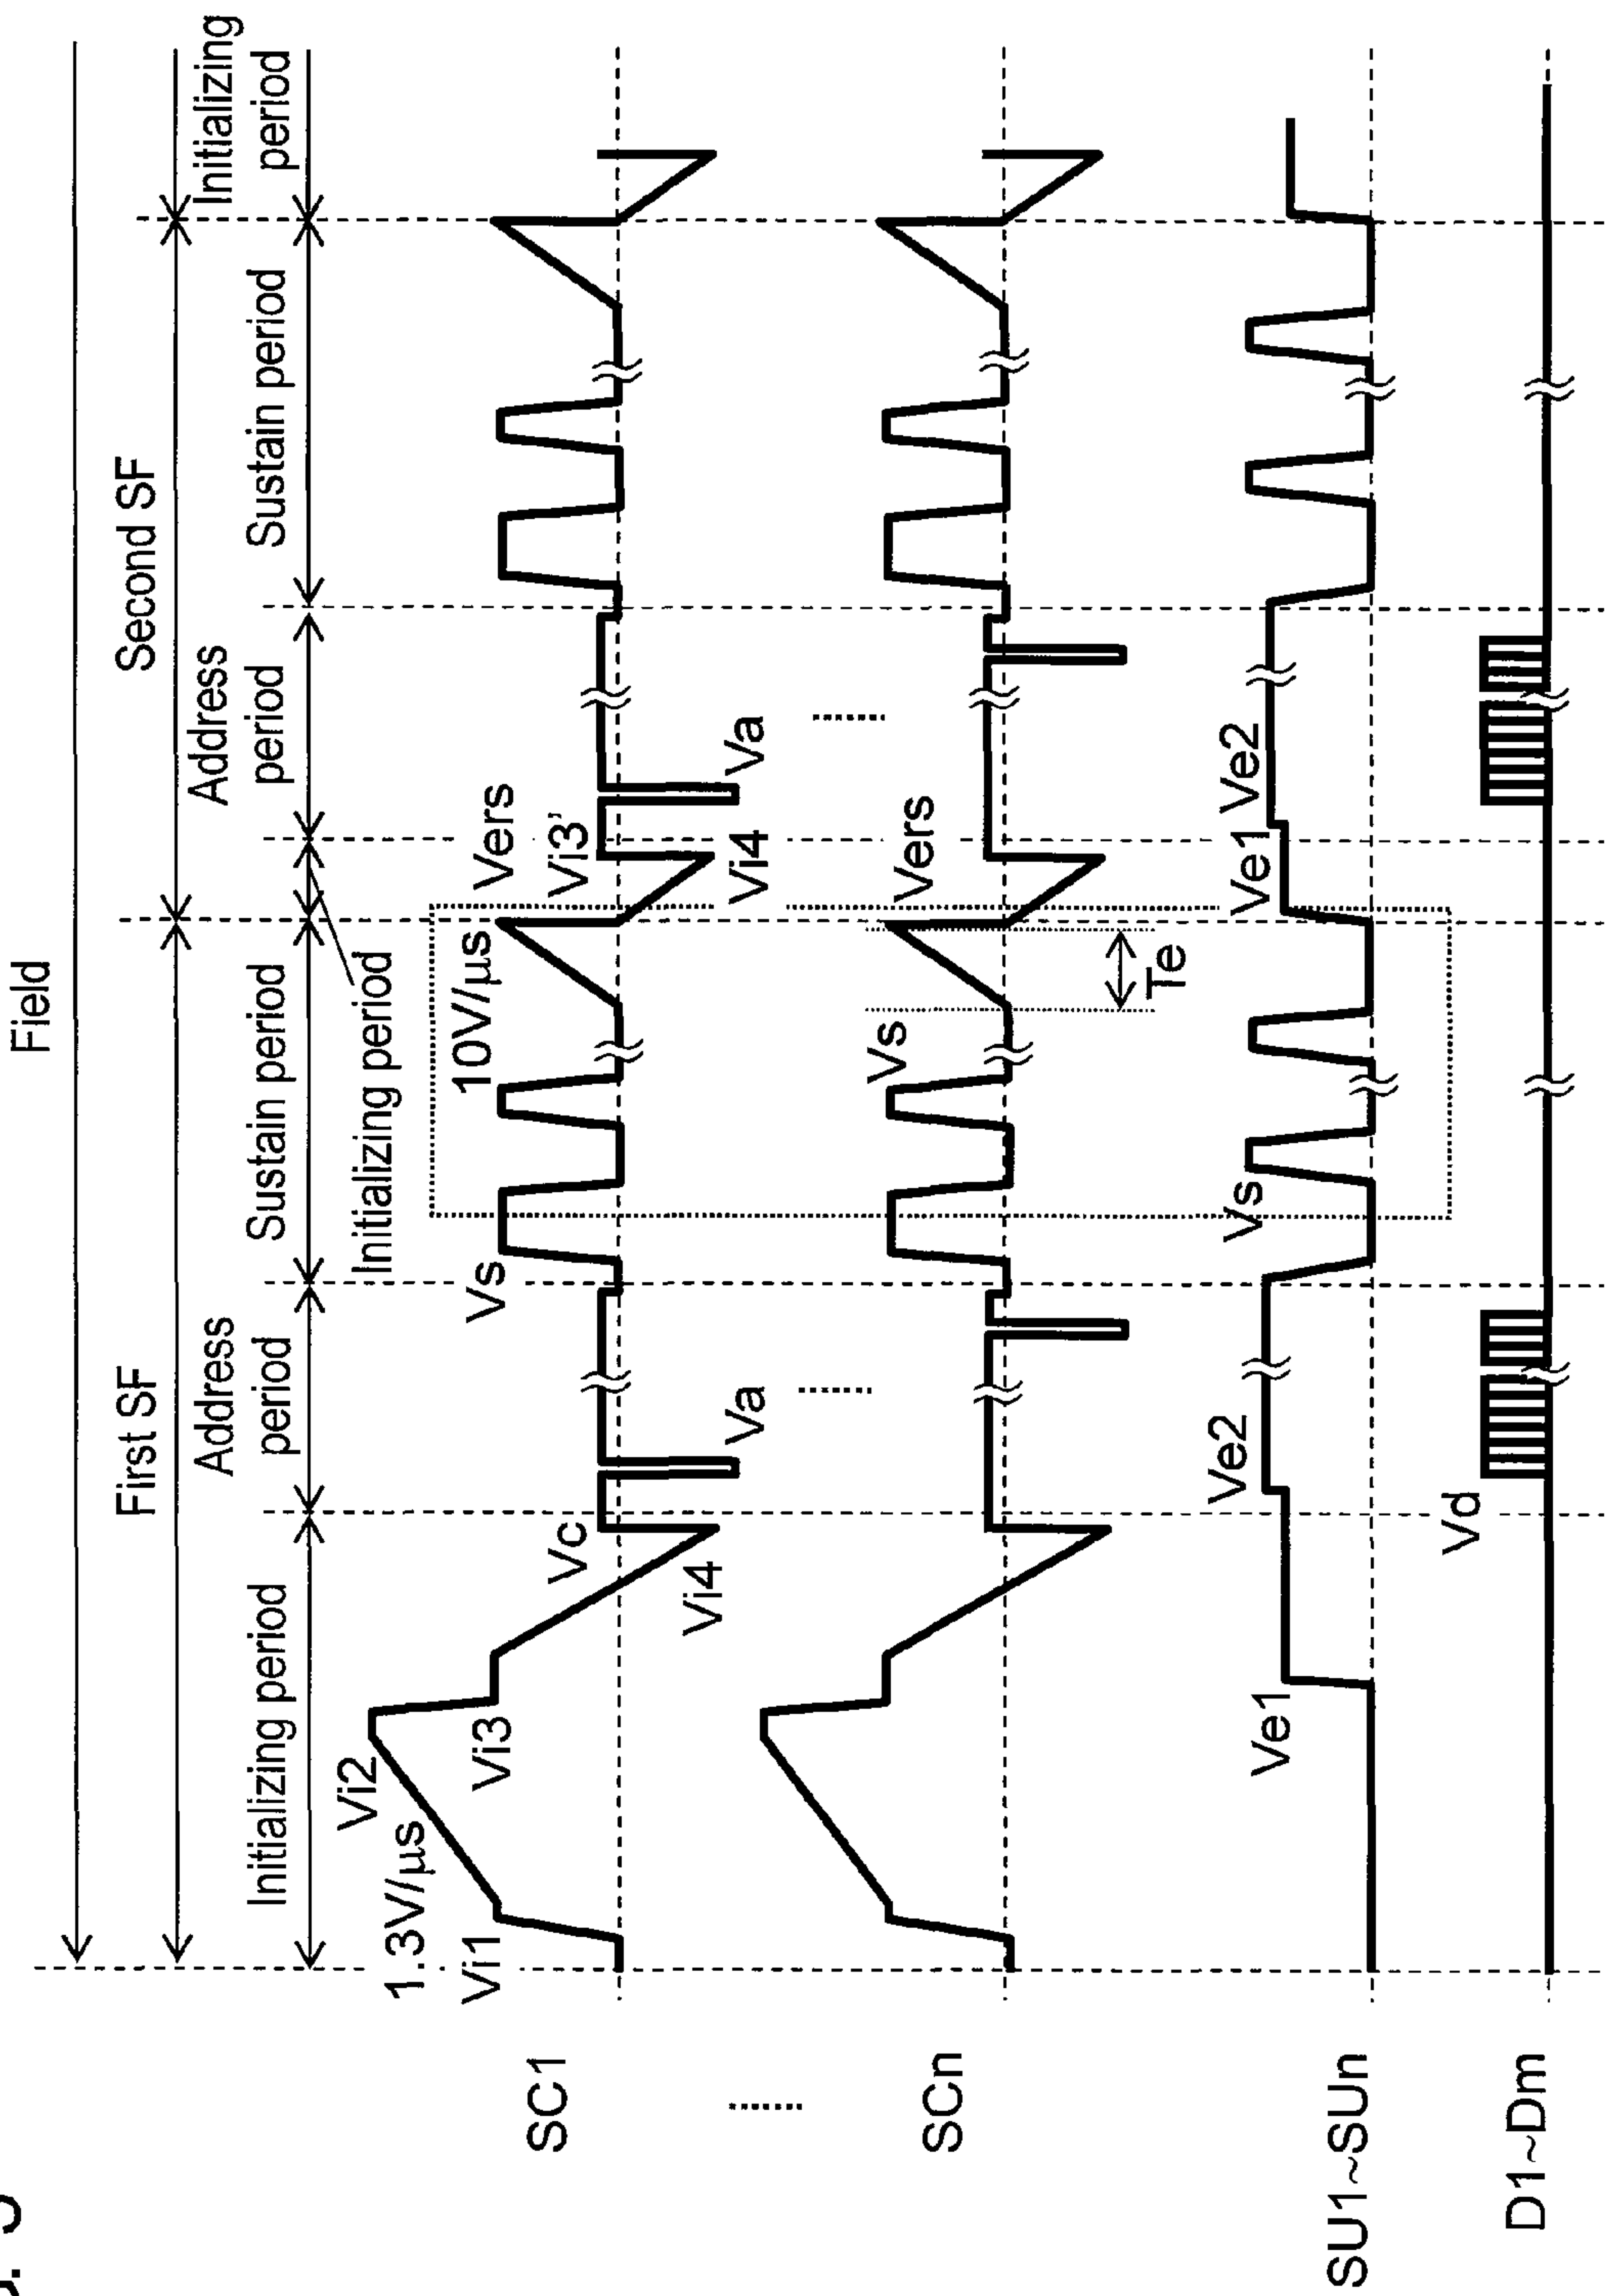 Field
First SF
Second SF
Initializing period
Address
period
Sustain period
Initializing period
Address
period
Sustain period
Initializing
period
SC1
Vi1
1.3V/μs
Vi2
Vi3
Vi4
Vc
Va
Vs
10V/μs
Vers
Vi3'
Vi4
Va
SCn
Vs
Te
Vers
SU1~SUn
Ve1
Ve2
Vs
Ve1
Ve2
D1~Dm
Vd